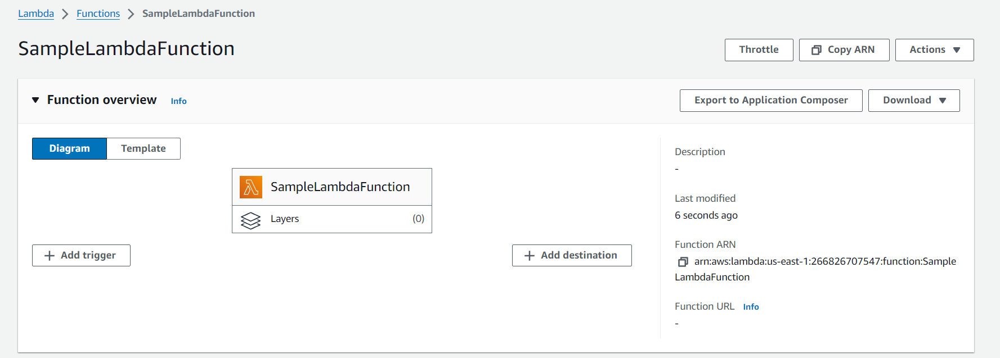 Lambda > Functions > SampleLambdaFunction
SampleLambdaFunction
Throttle
Copy ARN
Actions
Function overview Info
Export to Application Composer
Download
Diagram
Template
SampleLambdaFunction
Layers (0)
+ Add trigger
+ Add destination
Description
-
Last modified
6 seconds ago
Function ARN
arn:aws:lambda:us-east-1:266826707547:function:Sample
LambdaFunction
Function URL Info
-